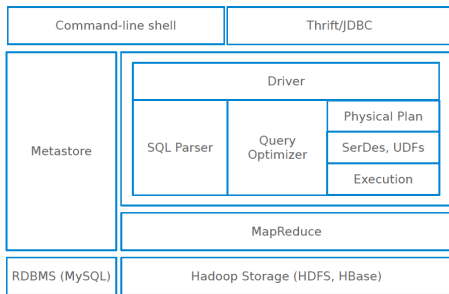 Command-line shell
Thrift/JDBC
Metastore
Driver
SQL Parser
Query
Optimizer
Physical Plan
SerDes, UDFs
Execution
MapReduce
RDBMS (MySQL)
Hadoop Storage (HDFS, HBase)